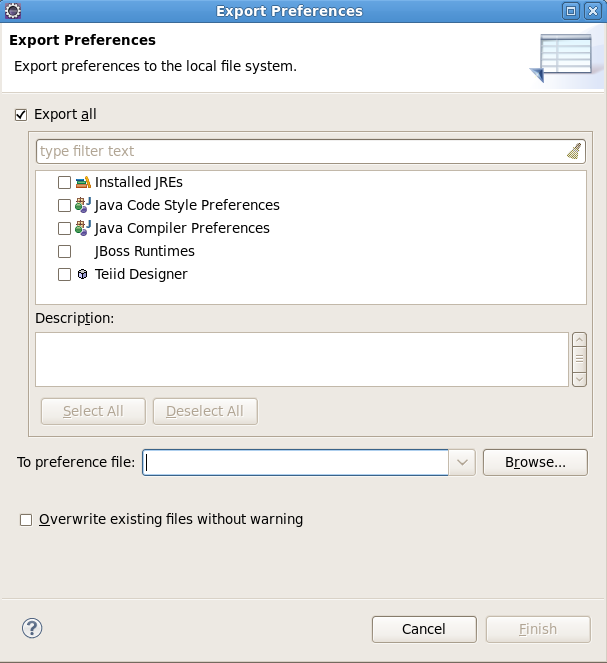 Export Preferences
Export Preferences
Export preferences to the local file system.
Export all
type filter text
Installed JREs
Java Code Style Preferences
Java Compiler Preferences
JBoss Runtimes
Teiid Designer
Description:
Select All Deselect All
To preference file: Browse...
Overwrite existing files without warning
? Cancel Finish